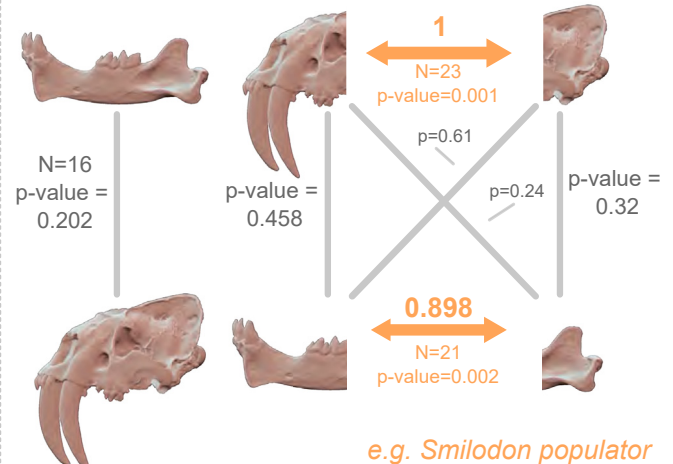 1
N=23
p-value=0.001
p=0.61
N=16
p-value =
0.202
p-value =
0.458
p=0.24
p-value =
0.32
0.898
N=21
p-value=0.002
e.g. Smilodon populator